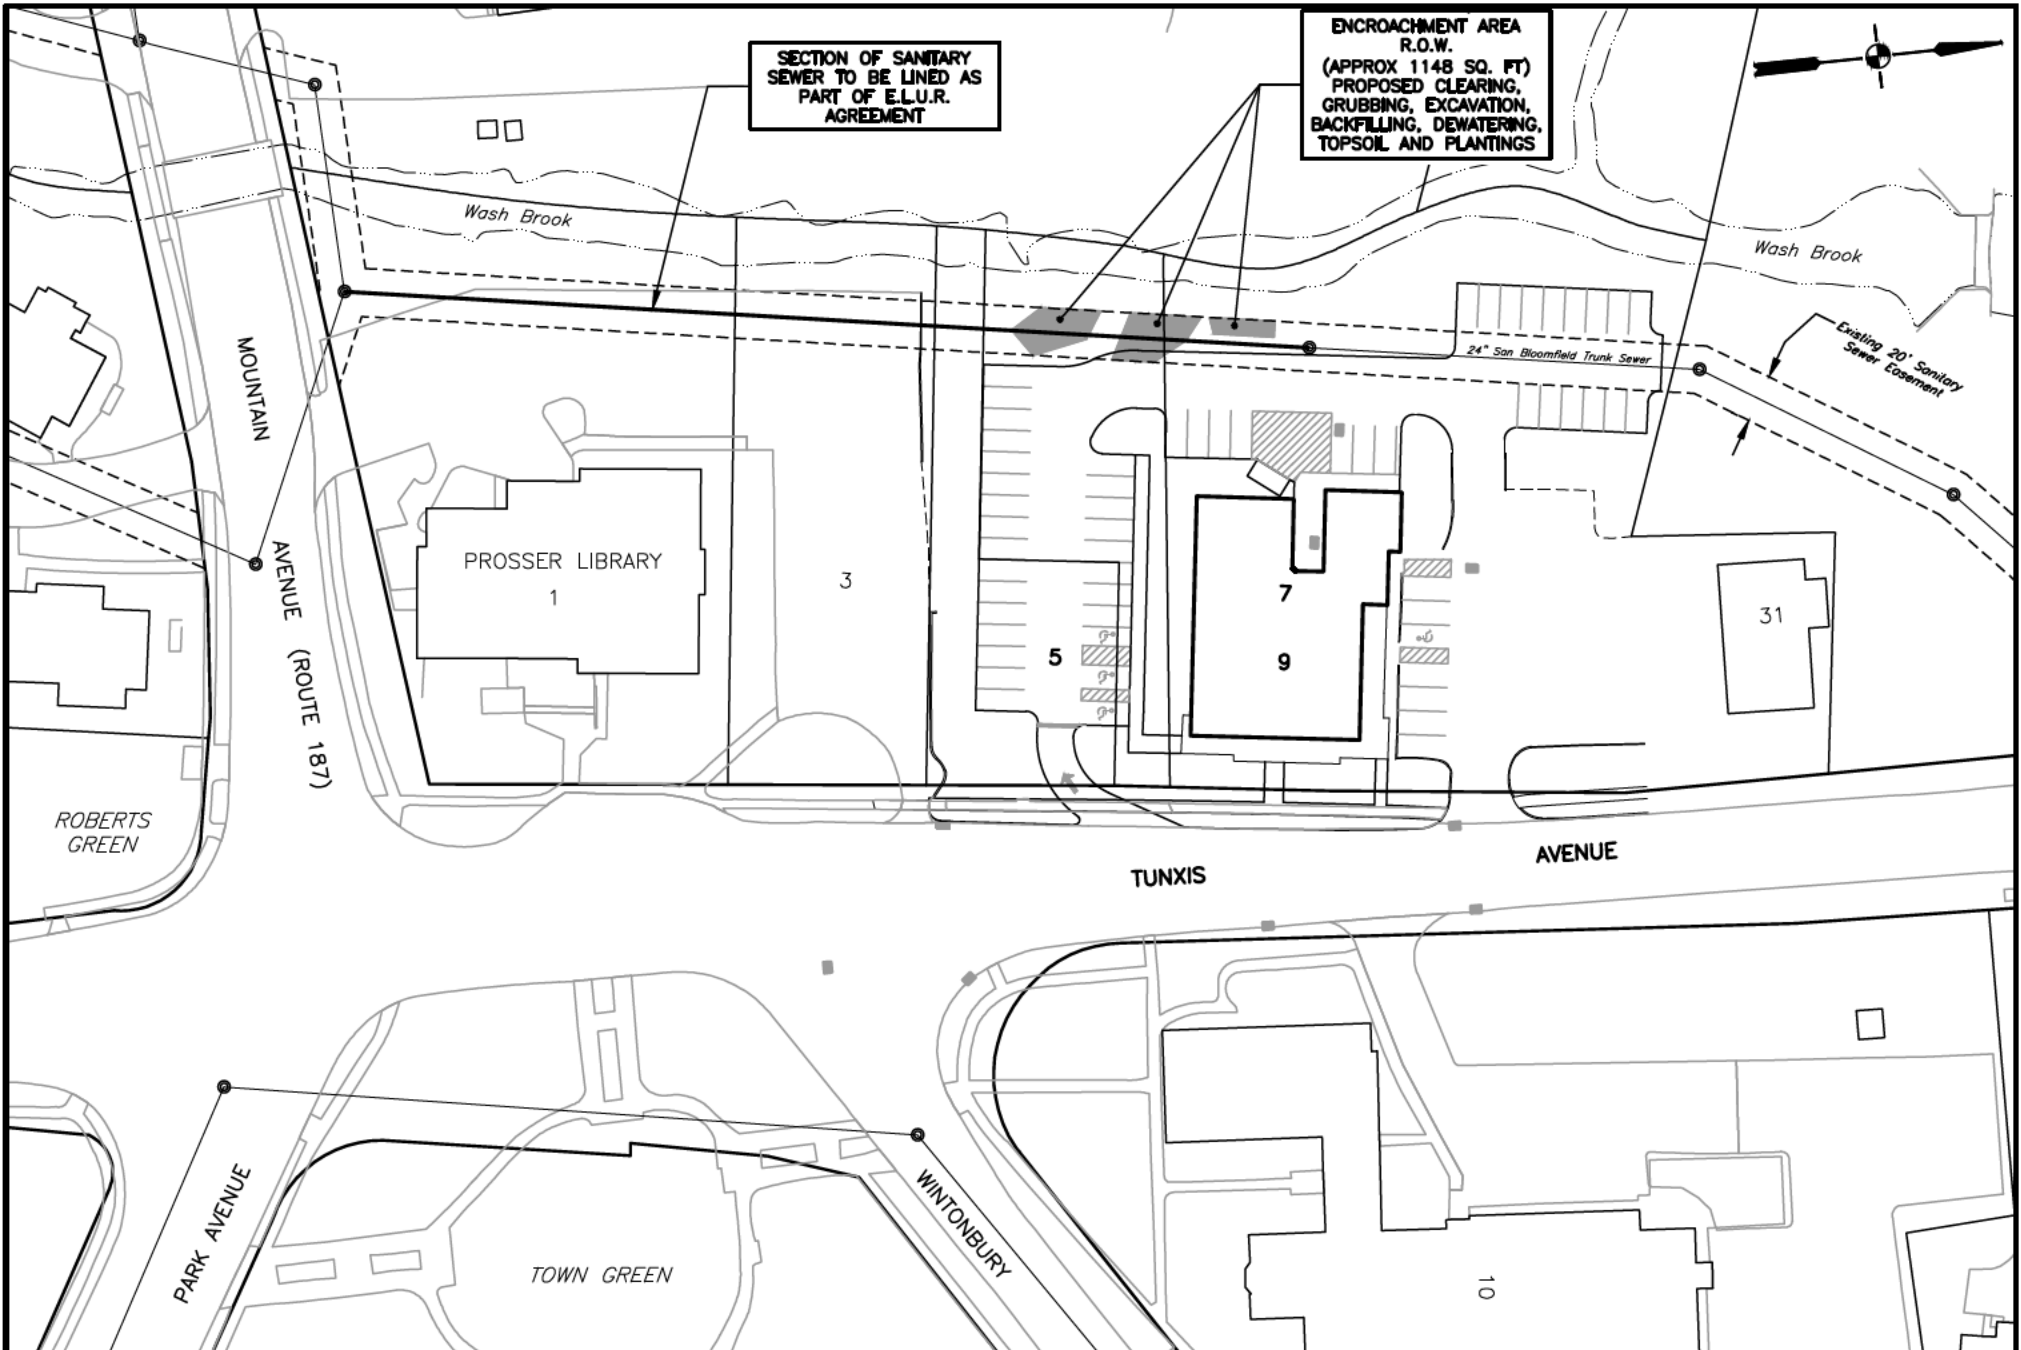 SECTION OF SANITARY
SEWER TO BE LINED AS
PART OF E.L.U.R.
AGREEMENT
ENCROACHMENT AREA
R.O.W.
(APPROX 1148 SQ. FT)
PROPOSED CLEARING,
GRUBBING, EXCAVATION,
BACKFILLING, DEWATERING,
TOPSOIL AND PLANTINGS
Wash Brook
Wash Brook
24" San Bloomfield Trunk Sewer
Existing 20' Sanitary
Sewer Easement
MOUNTAIN
AVENUE
(ROUTE 187)
PROSSER LIBRARY
1
3
5
7
9
31
ROBERTS
GREEN
TUNXIS
AVENUE
PARK AVENUE
TOWN GREEN
WINTONBURY
10